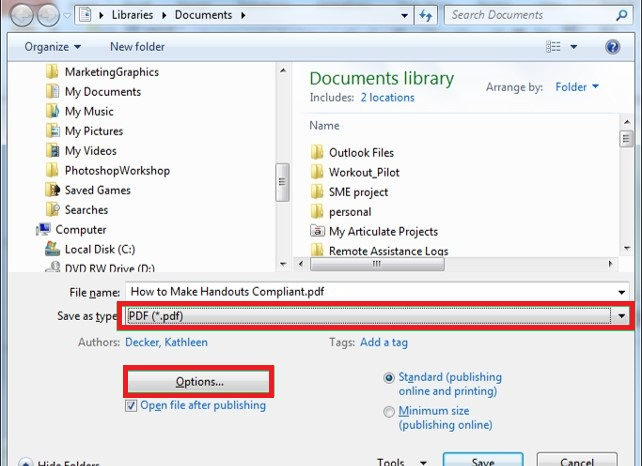 Libraries ▸ Documents ▸
Search Documents
Organize ▾
New folder
MarketingGraphics
My Documents
My Music
My Pictures
My Videos
PhotoshopWorkshop
Saved Games
Searches
Computer
Local Disk (C:)
DVD RW Drive (D:)
Documents library
Includes: 2 locations
Arrange by: Folder ▾
Name
Outlook Files
Workout_Pilot
SME project
personal
My Articulate Projects
Remote Assistance Logs
File name: How to Make Handouts Compliant.pdf
Save as type: PDF (*.pdf)
Authors: Decker, Kathleen
Tags: Add a tag
Options...
Open file after publishing
Standard (publishing
online and printing)
Minimum size
(publishing online)
Hide Folders
Tools
Save
Cancel